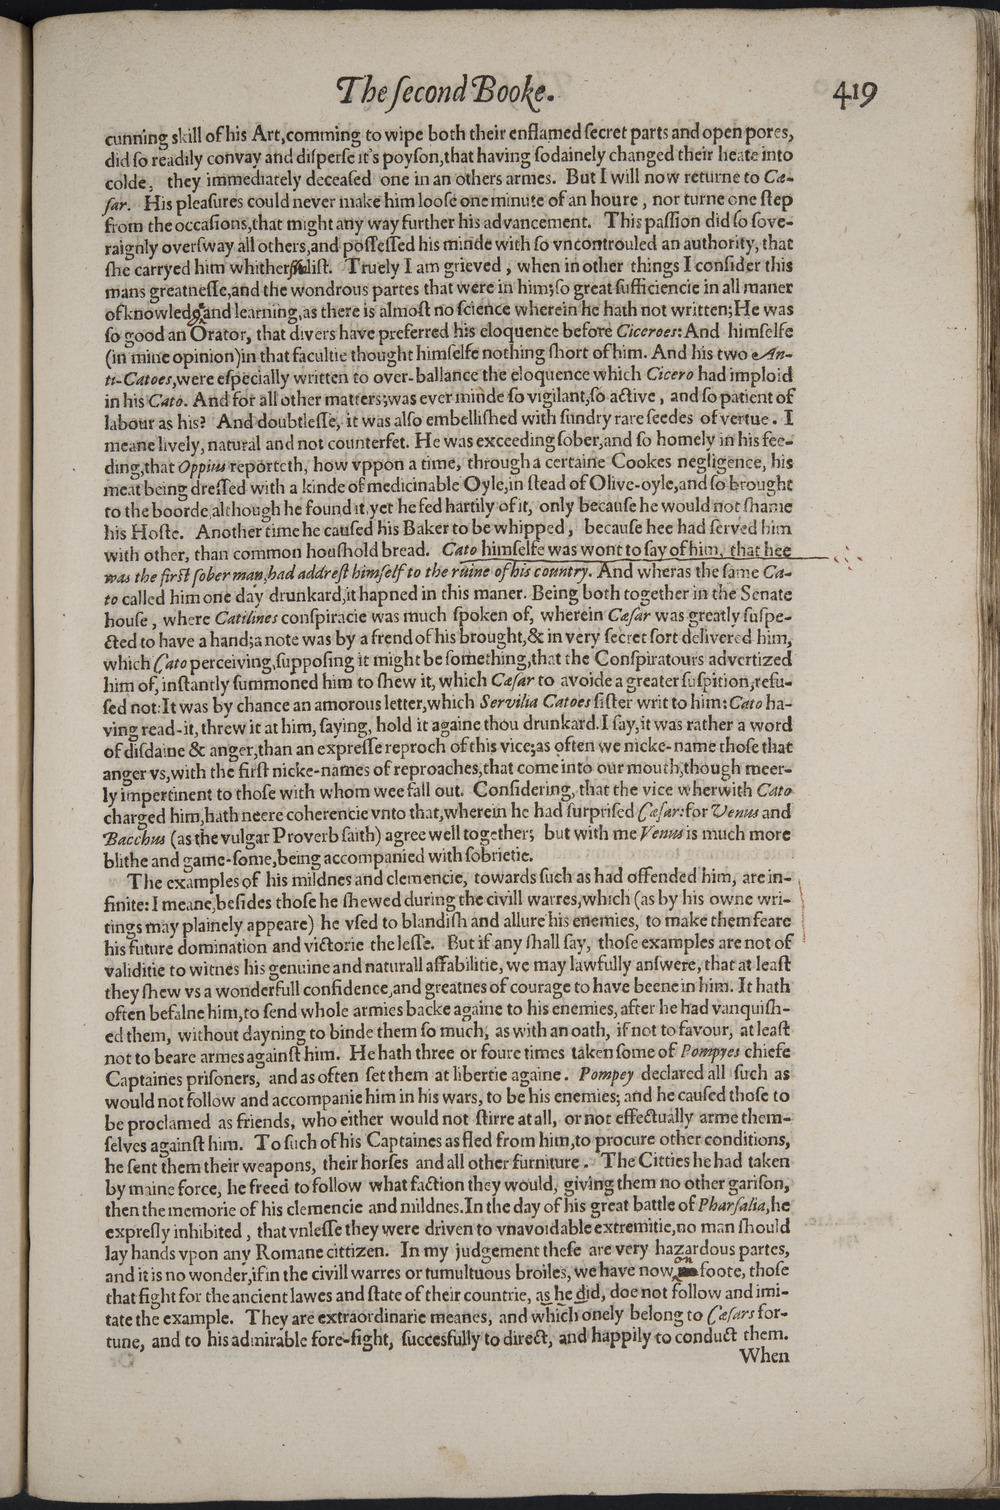 The ſecond Booke. 419
cunning skill of his Art,comming to wipe both their enflamed ſecret parts and open pores,
did ſo readily convay and diſperſe it's poyſon,that having ſodainely changed their heate into
colde, they immediately deceaſed one in an others armes. But I will now returne to Cæ-
ſar. His pleaſures could never make him looſe one minute of an houre, nor turne one ſtep
from the occaſions,that might any way further his advancement. This paſſion did ſo ſove-
raignly overſway all others,and poſſeſſed his minde with ſo vncontrouled an authority, that
ſhe carryed him whither liſt. Truely I am grieved, when in other things I conſider this
mans greatneſſe,and the wondrous partes that were in him;ſo great ſufficiencie in all maner
of knowledge and learning,as there is almoſt no ſcience wherein he hath not written;He was
ſo good an Orator, that divers have preferred his eloquence before Ciceroes: And himſelfe
(in mine opinion)in that facultie thought himſelfe nothing ſhort of him. And his two An-
ti-Catoes,were eſpecially written to over-ballance the eloquence which Cicero had imploid
in his Cato. And for all other matters;was ever minde ſo vigilant,ſo active, and ſo patient of
labour as his? And doubtleſſe, it was alſo embelliſhed with ſundry rare ſeedes of vertue. I
meane lively, natural and not counterfet. He was exceeding ſober,and ſo homely in his fee-
ding,that Oppius reporteth, how vppon a time, through a certaine Cookes negligence, his
meat being dreſſed with a kinde of medicinable Oyle,in ſtead of Olive-oyle,and ſo brought
to the boorde,although he found it,yet he fed hartily of it, only becauſe he would not ſhame
his Hoſte. Another time he cauſed his Baker to be whipped, becauſe hee had ſerved him
with other, than common houſhold bread. Cato himſelfe was wont to ſay of him, that hee
was the firſt ſober man,had addreſt himſelf to the ruine of his country. And wheras the ſame Ca-
to called him one day drunkard,it hapned in this maner. Being both together in the Senate
houſe, where Catilines conſpiracie was much ſpoken of, wherein Cæſar was greatly ſuſpe-
cted to have a hand;a note was by a frend of his brought,& in very ſecret ſort delivered him,
which Cato perceiving,ſuppoſing it might be ſomething,that the Conſpiratours advertized
him of, inſtantly ſummoned him to ſhew it, which Cæſar to avoide a greater ſuſpition,refu-
ſed not:It was by chance an amorous letter,which Servilia Catoes ſiſter writ to him: Cato ha-
ving read-it, threw it at him, ſaying, hold it againe thou drunkard. I ſay,it was rather a word
of diſdaine & anger,than an expreſſe reproch of this vice;as often we nicke-name thoſe that
anger vs,with the firſt nicke-names of reproaches,that come into our mouth,though meer-
ly impertinent to thoſe with whom wee fall out. Conſidering, that the vice wherwith Cato
charged him,hath neere coherencie vnto that,wherein he had ſurpriſed Cæſar:for Venus and
Bacchus (as the vulgar Proverb ſaith) agree well together; but with me Venus is much more
blithe and game-ſome,being accompanied with ſobrietie.
The examples of his mildnes and clemencie, towards ſuch as had offended him, are in-
finite: I meane,beſides thoſe he ſhewed during the civill warres,which (as by his owne wri-
tings may plainely appeare) he vſed to blandiſh and allure his enemies, to make them feare
his future domination and victorie the leſſe. But if any ſhall ſay, thoſe examples are not of
validitie to witnes his genuine and naturall affabilitie, we may lawfully anſwere, that at leaſt
they ſhew vs a wonderfull confidence,and greatnes of courage to have beene in him. It hath
often befalne him,to ſend whole armies backe againe to his enemies, after he had vanquiſh-
ed them, without dayning to binde them ſo much, as with an oath, if not to favour, at leaſt
not to beare armes againſt him. He hath three or foure times taken ſome of Pompyes chiefe
Captaines priſoners, and as often ſet them at libertie againe. Pompey declared all ſuch as
would not follow and accompanie him in his wars, to be his enemies; and he cauſed thoſe to
be proclamed as friends, who either would not ſtirre at all, or not effectually arme them-
ſelves againſt him. To ſuch of his Captaines as fled from him,to procure other conditions,
he ſent them their weapons, their horſes and all other furniture. The Citties he had taken
by maine force, he freed to follow what faction they would, giving them no other gariſon,
then the memorie of his clemencie and mildnes.In the day of his great battle of Pharſalia,he
expreſly inhibited, that vnleſſe they were driven to vnavoidable extremitie,no man ſhould
lay hands vpon any Romane cittizen. In my judgement theſe are very hazardous partes,
and it is no wonder,if in the civill warres or tumultuous broiles, we have now on foote, thoſe
that fight for the ancient lawes and ſtate of their countrie, as he did, doe not follow and imi-
tate the example. They are extraordinarie meanes, and which onely belong to Cæſars for-
tune, and to his admirable fore-ſight, ſuccesfully to direct, and happily to conduct them.
When